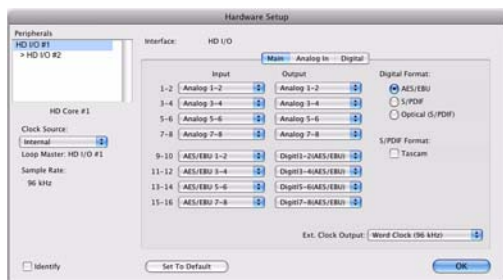 Hardware Setup
Peripherals
HD I/O #1
> HD I/O #2
HD Core #1
Clock Source:
Internal
Loop Master: HD I/O #1
Sample Rate:
96 kHz
Identify
Interface: HD I/O
Main Analog In Digital
Input Output
1-2 Analog 1-2 Analog 1-2
3-4 Analog 3-4 Analog 3-4
5-6 Analog 5-6 Analog 5-6
7-8 Analog 7-8 Analog 7-8
9-10 AES/EBU 1-2 Digitl1-2(AES/EBU)
11-12 AES/EBU 3-4 Digitl3-4(AES/EBU)
13-14 AES/EBU 5-6 Digitl5-6(AES/EBU)
15-16 AES/EBU 7-8 Digitl7-8(AES/EBU)
Digital Format:
AES/EBU
S/PDIF
Optical (S/PDIF)
S/PDIF Format:
Tascam
Ext. Clock Output: Word Clock (96 kHz)
Set To Default
OK